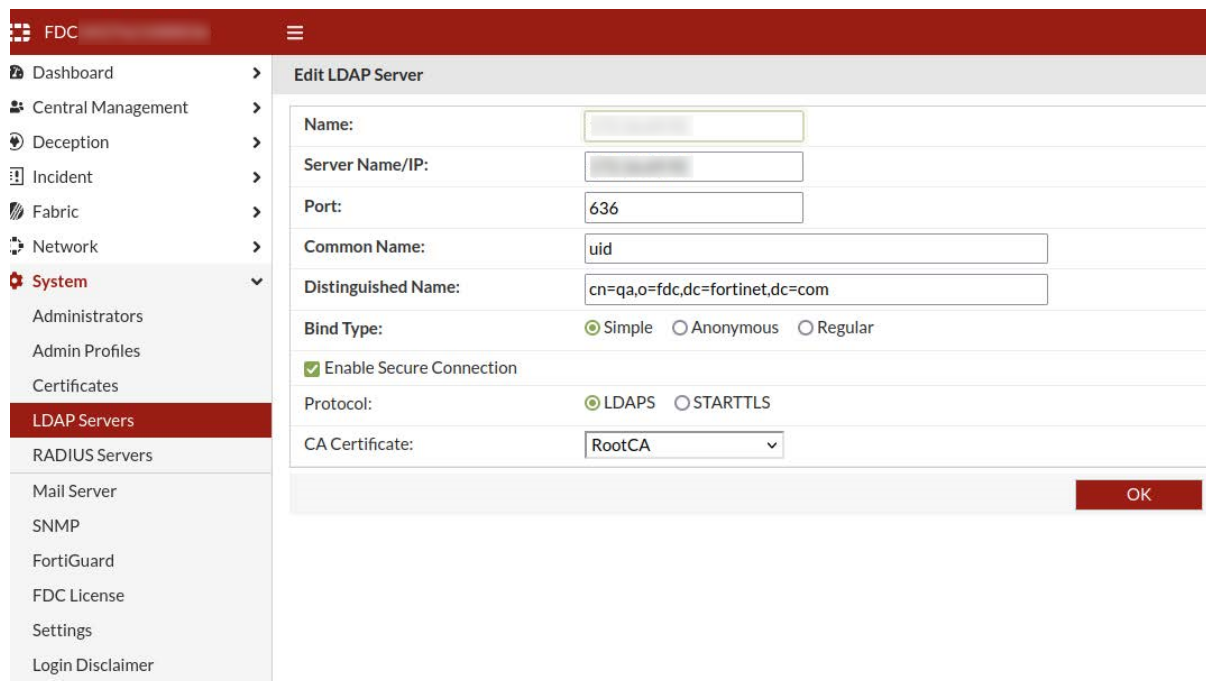 FDC
Dashboard
Central Management
Deception
Incident
Fabric
Network
System
Administrators
Admin Profiles
Certificates
LDAP Servers
RADIUS Servers
Mail Server
SNMP
FortiGuard
FDC License
Settings
Login Disclaimer
Edit LDAP Server
Name:
Server Name/IP:
Port: 636
Common Name: uid
Distinguished Name: cn=qa,o=fdc,dc=fortinet,dc=com
Bind Type: Simple Anonymous Regular
Enable Secure Connection
Protocol: LDAPS STARTTLS
CA Certificate: RootCA
OK